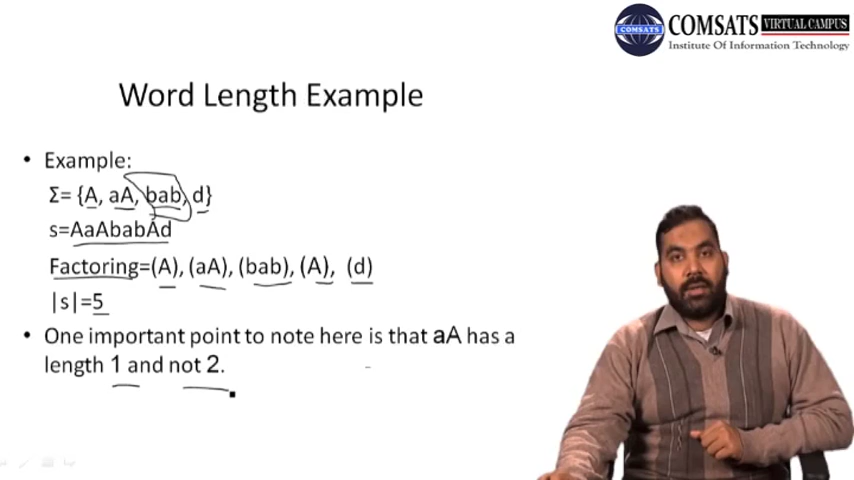 COMSATS
COMSATS VIRTUAL CAMPUS
Institute Of Information Technology
Word Length Example
• Example:
Σ= {A, aA, bab, d}
s=AaAbabAd
Factoring=(A), (aA), (bab), (A), (d)
|s|=5
• One important point to note here is that aA has a
length 1 and not 2.